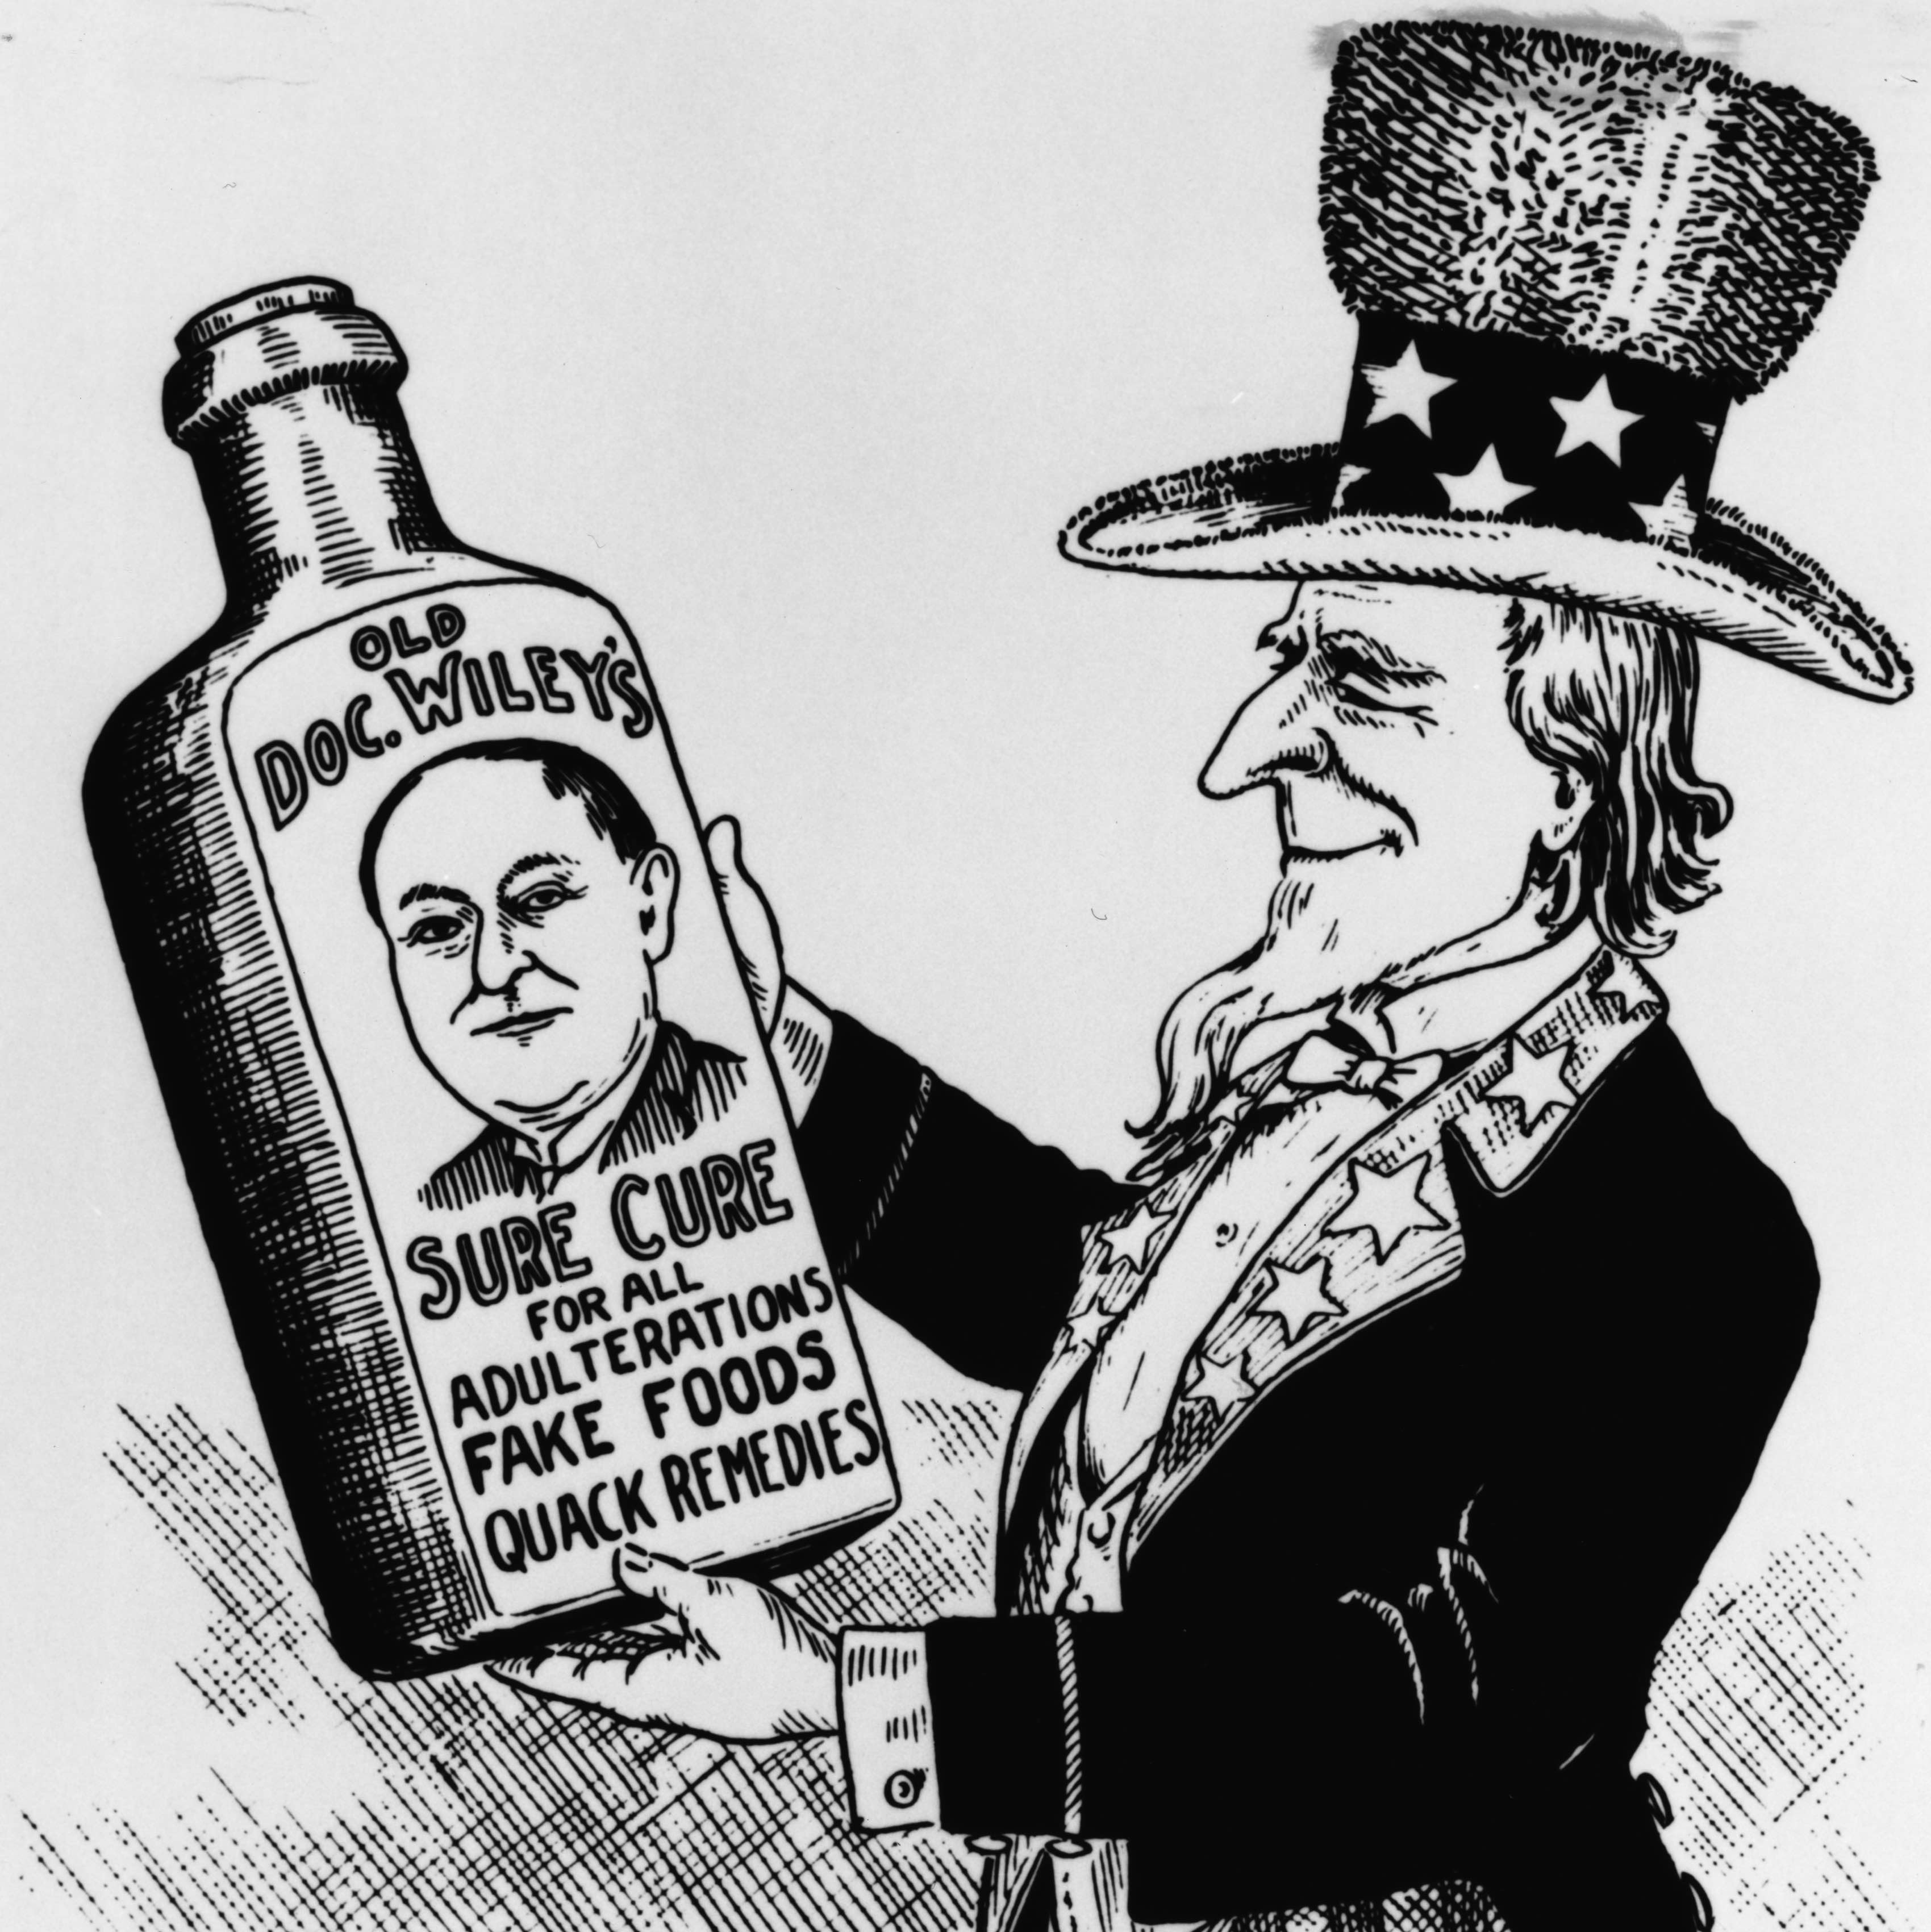 OLD
DOC. WILEY'S
SURE CURE
FOR ALL
ADULTERATIONS
FAKE FOODS
QUACK REMEDIES